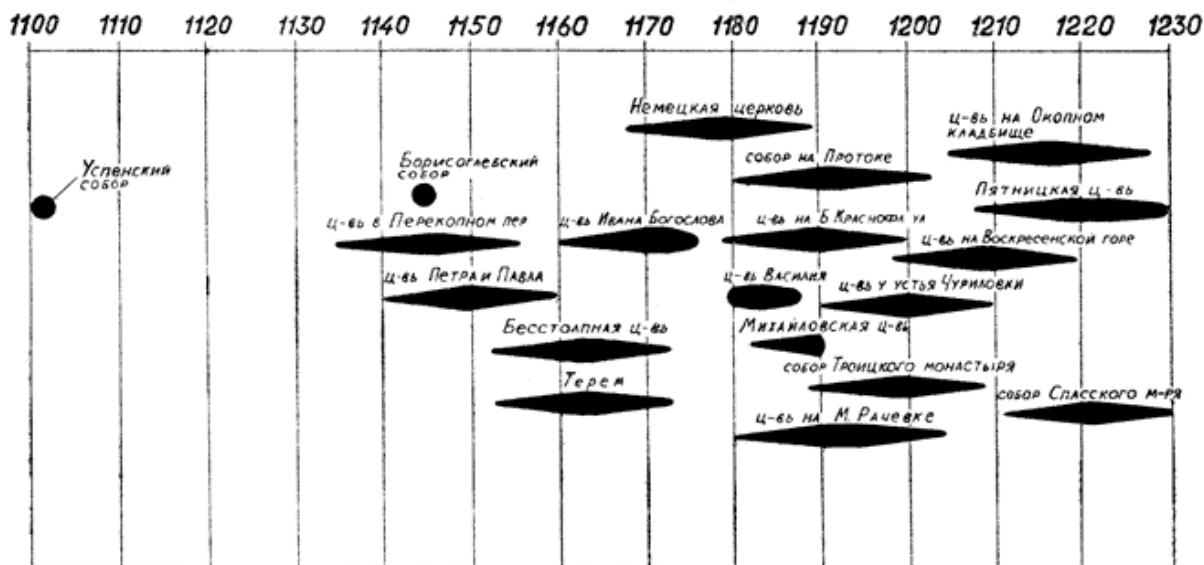 1100 1110 1120 1130 1140 1150 1160 1170 1180 1190 1200 1210 1220 1230
Немецкая церковь
ц-вь на Окопном
кладбище
Успенский
собор
Борисоглевский
собор
собор на Протоке
Пятницкая ц-вь
ц-вь в Перекопном пер
ц-вь Ивана Богослова
ц-вь на Б. Краснофл ул
ц-вь на Воскресенской горе
ц-вь Петра и Павла
ц-вь Василия
ц-вь у устья Чуриловки
Бесстолпная ц-вь
Михайловская ц-вь
Терем
собор Троицкого монастыря
собор Спасского м-ря
ц-вь на М. Рачевке